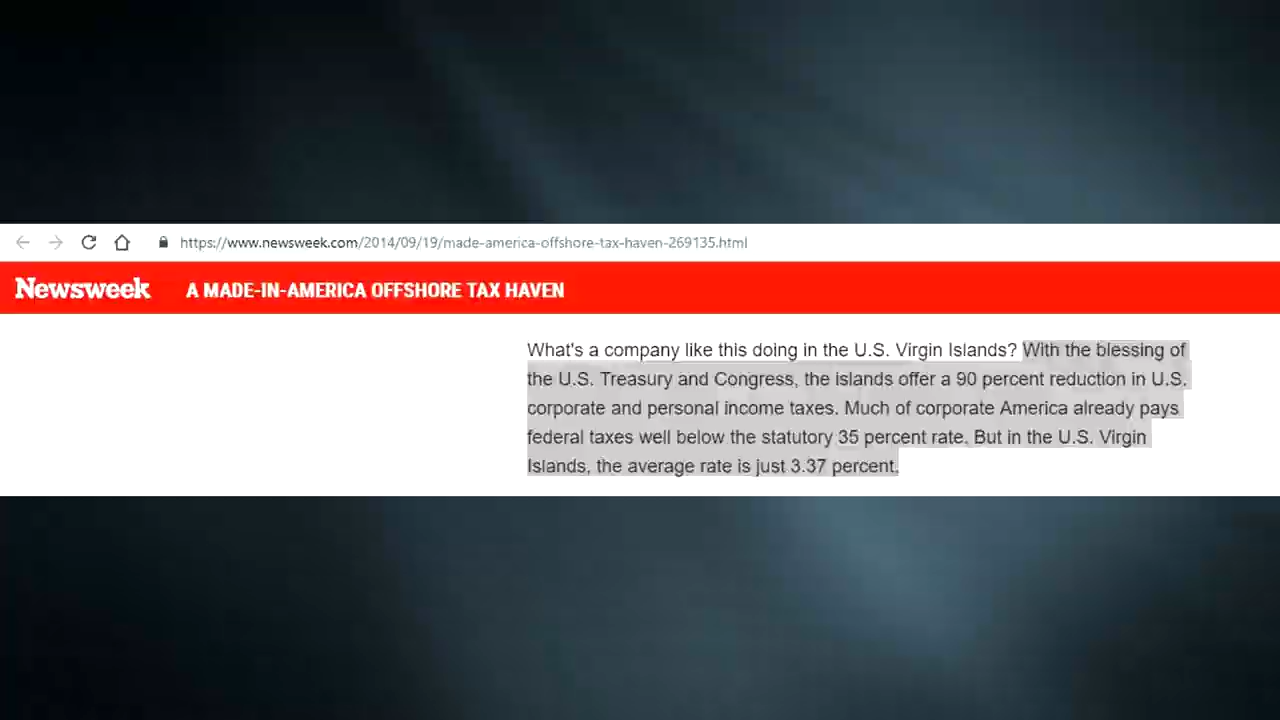 https://www.newsweek.com/2014/09/19/made-america-offshore-tax-haven-269135.html
Newsweek A MADE-IN-AMERICA OFFSHORE TAX HAVEN
What's a company like this doing in the U.S. Virgin Islands? With the blessing of
the U.S. Treasury and Congress, the islands offer a 90 percent reduction in U.S.
corporate and personal income taxes. Much of corporate America already pays
federal taxes well below the statutory 35 percent rate. But in the U.S. Virgin
Islands, the average rate is just 3.37 percent.